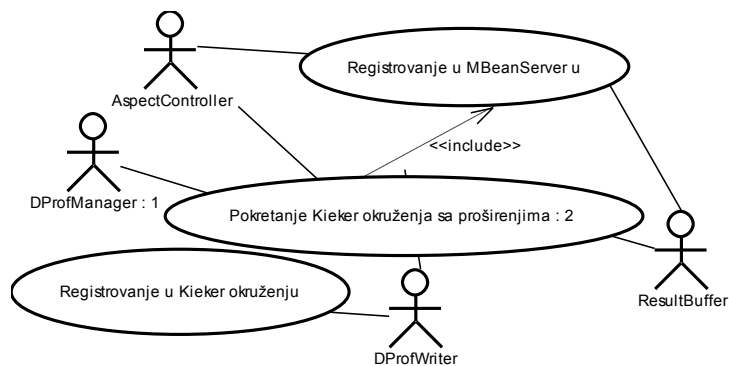 Registrovanje u MBeanServer u
AspectController
<<include>>
DProfManager : 1
Pokretanje Kieker okruženja sa proširenjima : 2
Registrovanje u Kieker okruženju
ResultBuffer
DProfWriter